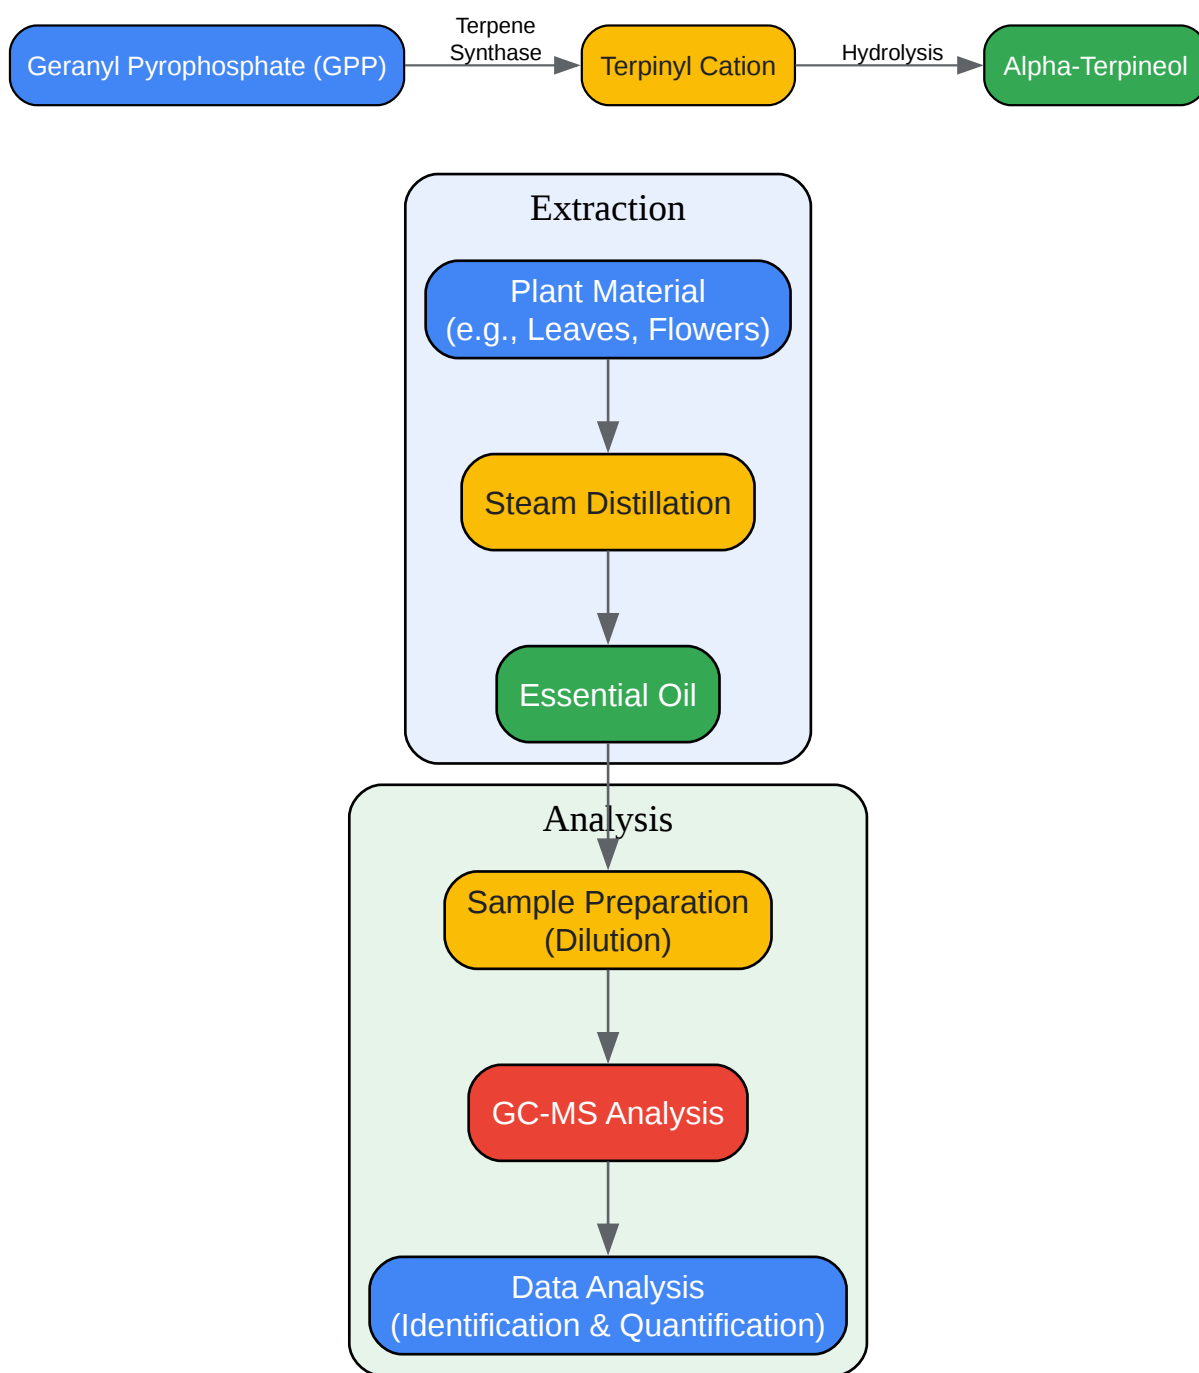 Geranyl Pyrophosphate (GPP)
Terpene
Synthase
Terpinyl Cation
Hydrolysis
Alpha-Terpineol
Extraction
Plant Material
(e.g., Leaves, Flowers)
Steam Distillation
Essential Oil
Analysis
Sample Preparation
(Dilution)
GC-MS Analysis
Data Analysis
(Identification & Quantification)